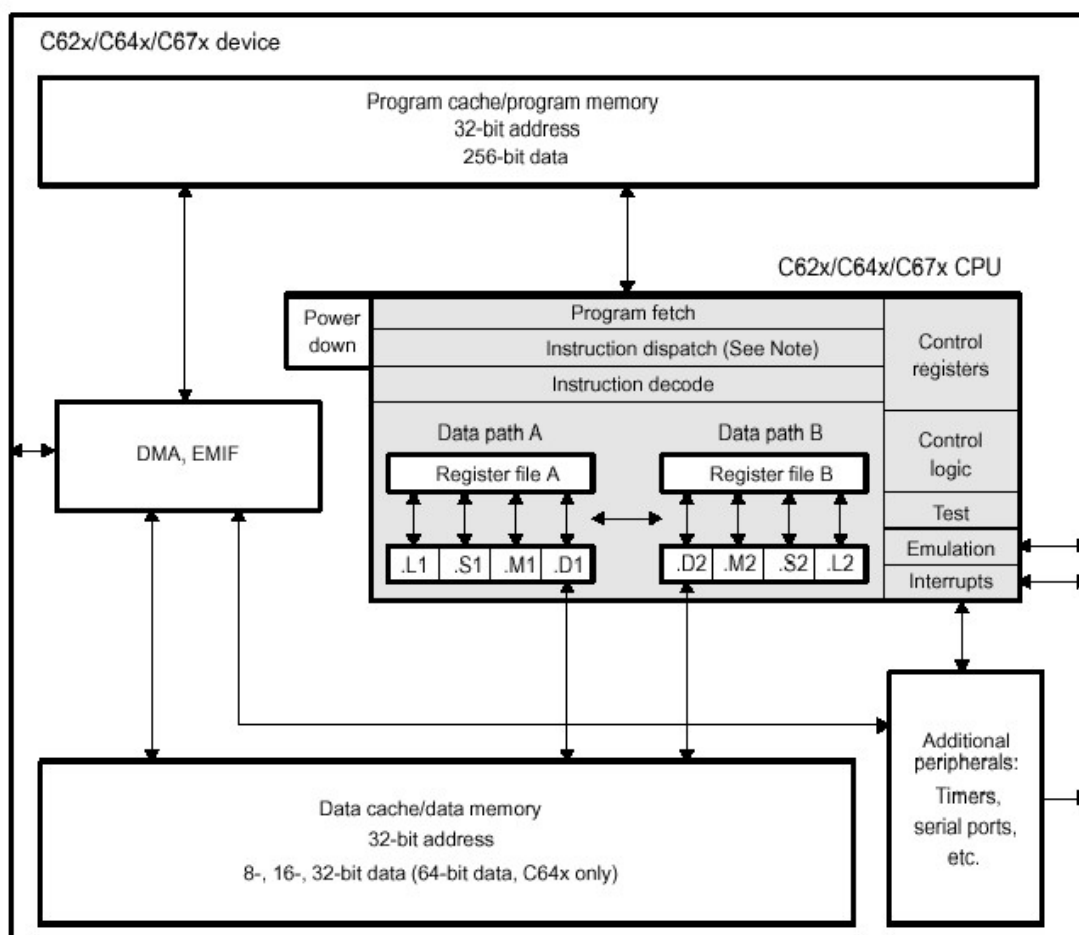 C62x/C64x/C67x device
Program cache/program memory
32-bit address
256-bit data
C62x/C64x/C67x CPU
Power
down
Program fetch
Instruction dispatch (See Note)
Instruction decode
Control
registers
DMA, EMIF
Data path A
Register file A
.L1 .S1 .M1 .D1
Data path B
Register file B
.D2 .M2 .S2 .L2
Control
logic
Test
Emulation
Interrupts
Data cache/data memory
32-bit address
8-, 16-, 32-bit data (64-bit data, C64x only)
Additional
peripherals:
Timers,
serial ports,
etc.